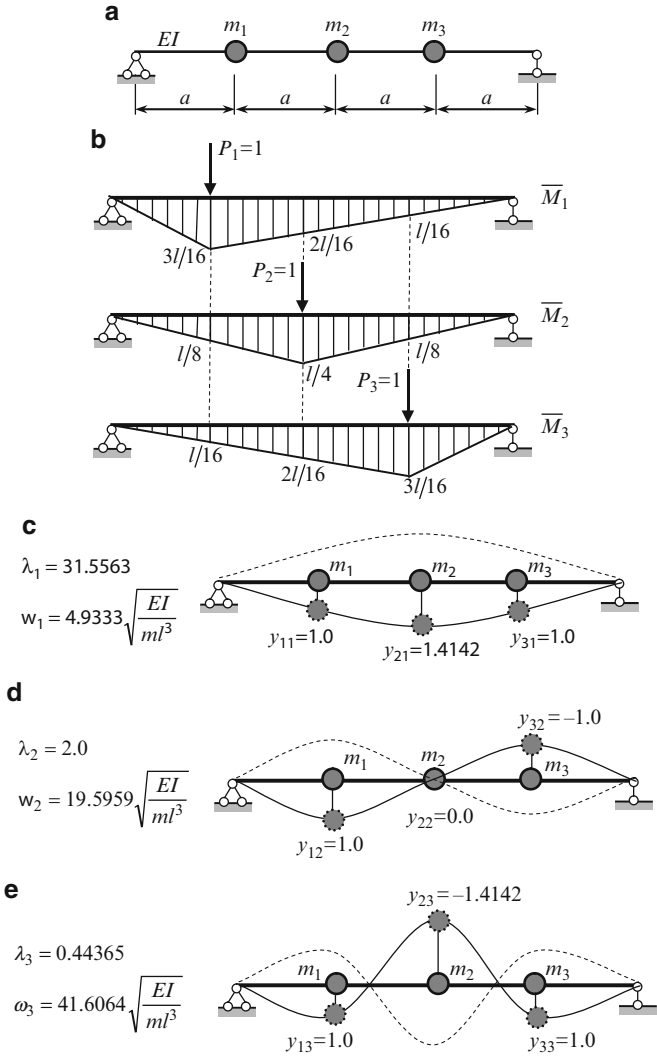 a
EI m₁ m₂ m₃
a a a a
b
P₁=1
M̅₁
3l/16 2l/16 l/16
P₂=1
M̅₂
l/8 l/4 l/8
P₃=1
M̅₃
l/16 2l/16 3l/16
c
λ₁ = 31.5563
w₁ = 4.9333√(EI/ml³)
m₁ m₂ m₃
y₁₁=1.0 y₂₁=1.4142 y₃₁=1.0
d
λ₂ = 2.0
w₂ = 19.5959√(EI/ml³)
y₃₂=–1.0
m₁ m₂ m₃
y₁₂=1.0 y₂₂=0.0
e
λ₃ = 0.44365
ω₃ = 41.6064√(EI/ml³)
y₂₃=–1.4142
m₁ m₂ m₃
y₁₃=1.0 y₃₃=1.0